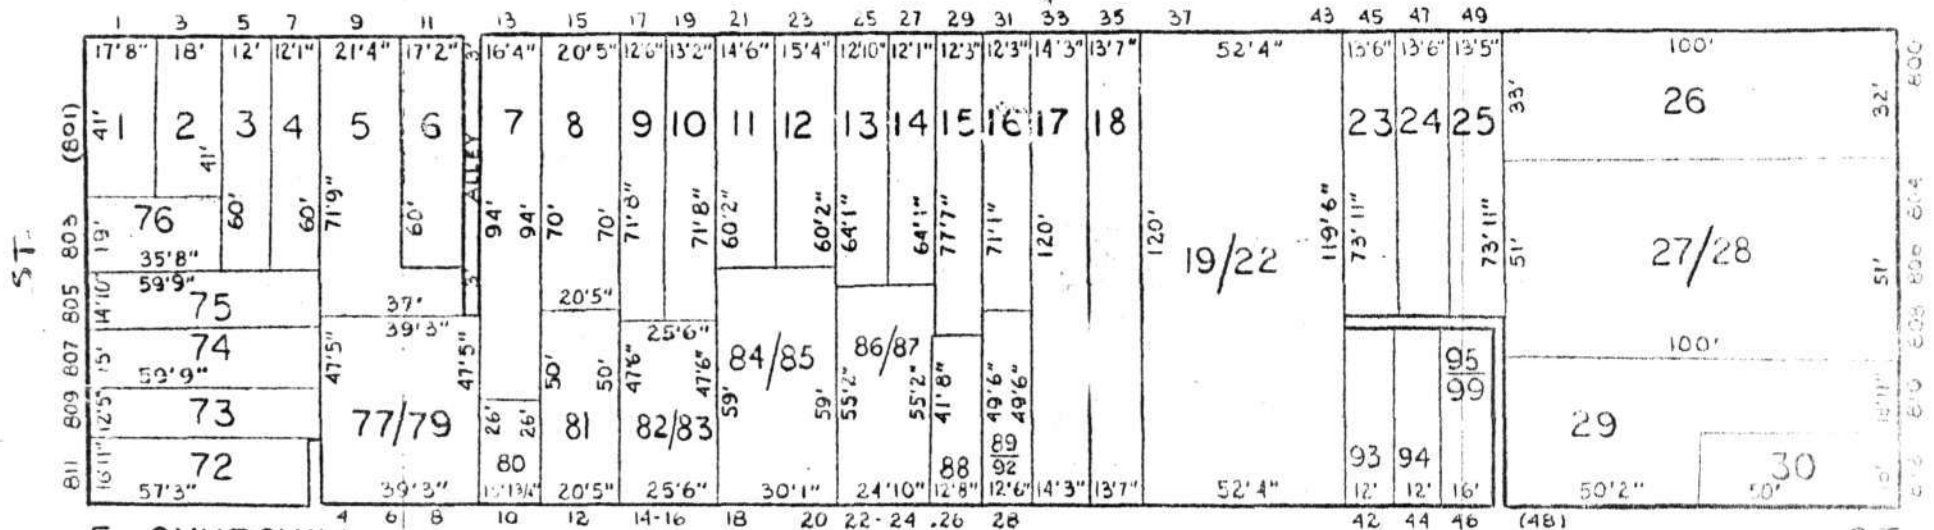 1 3 5 7 9 11 13 15 17 19 21 23 25 27 29 31 33 35 37 43 45 47 49
17'8" 18' 12' 12'1" 21'4" 17'2" 3' 16'4" 20'5" 12'6" 13'2" 14'6" 15'4" 12'10" 12'1" 12'3" 12'3" 14'3" 13'7" 52'4" 13'6" 13'6" 13'5" 100' 800
(801) 41' 1 2 3 4 5 6 7 8 9 10 11 12 13 14 15 16 17 18 23 24 25 33' 26 32'
41' ALLEY
803 19' 76 60' 60' 71'9" 60' 94' 94' 70' 70' 71'8" 71'8" 60'2" 60'2" 64'1" 64'1" 77'7" 71'1" 120' 120' 19/22 119'6" 73'11" 73'11" 51' 27/28 51' 804 806
ST. 35'8"
805 14'10" 59'9" 75 37' 3' 20'5" 808
39'3" 25'6"
807 15' 74 47'5" 47'5" 50' 50' 47'6" 47'6" 84/85 86/87 95/99 100'
59'9" 59' 59' 55'2" 55'2" 41'8" 49'6" 49'6"
809 12'5" 73 77/79 26' 26' 81 82/83 29 810
811 16'11" 72 80 88 89/92 93 94 30
57'3" 39'3" 20'5" 25'6" 30'1" 24'10" 12'8" 12'6" 14'3" 13'7" 52'4" 12' 12' 16' 50'2" 50'
4 6 8 10 12 14-16 18 20 22-24 .26 28 42 44 46 (48)